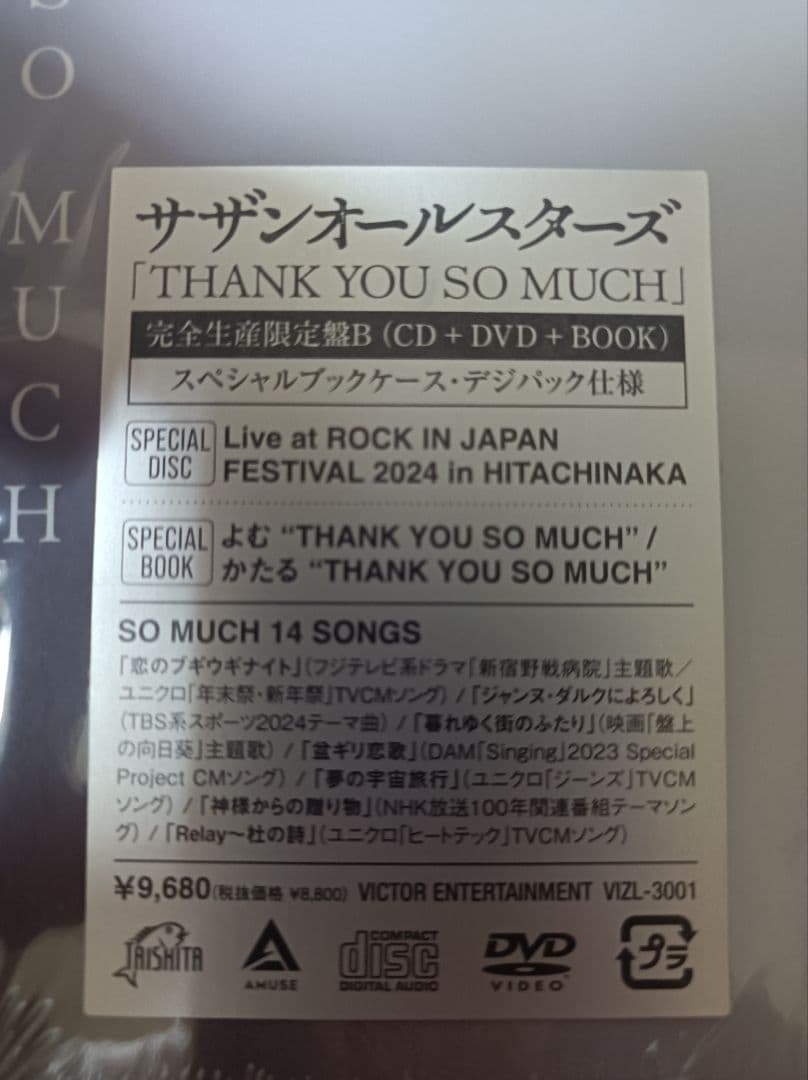 SO
MUCH
サザンオールスターズ
「THANK YOU SO MUCH」
完全生産限定盤B（CD + DVD + BOOK）
スペシャルブックケース・デジパック仕様
SPECIAL DISC
Live at ROCK IN JAPAN
FESTIVAL 2024 in HITACHINAKA
SPECIAL BOOK
よむ “THANK YOU SO MUCH” /
かたる “THANK YOU SO MUCH”
SO MUCH 14 SONGS
「恋のブギウギナイト」（フジテレビ系ドラマ「新宿野戦病院」主題歌／
ユニクロ「年末祭・新年祭」TVCMソング） / 「ジャンヌ・ダルクによろしく」
（TBS系スポーツ2024テーマ曲） / 「暮れゆく街のふたり」（映画「盤上
の向日葵」主題歌） / 「盆ギリ恋歌」（DAM「Singing」2023 Special
Project CMソング） / 「夢の宇宙旅行」（ユニクロ「ジーンズ」TVCM
ソング） / 「神様からの贈り物」（NHK放送100年関連番組テーマソン
グ） / 「Relay〜杜の詩」（ユニクロ「ヒートテック」TVCMソング）
¥9,680（税抜価格 ¥8,800） VICTOR ENTERTAINMENT VIZL-3001
TAISHITA
AMUSE
COMPACT
disc
DIGITAL AUDIO
DVD
VIDEO
プラ